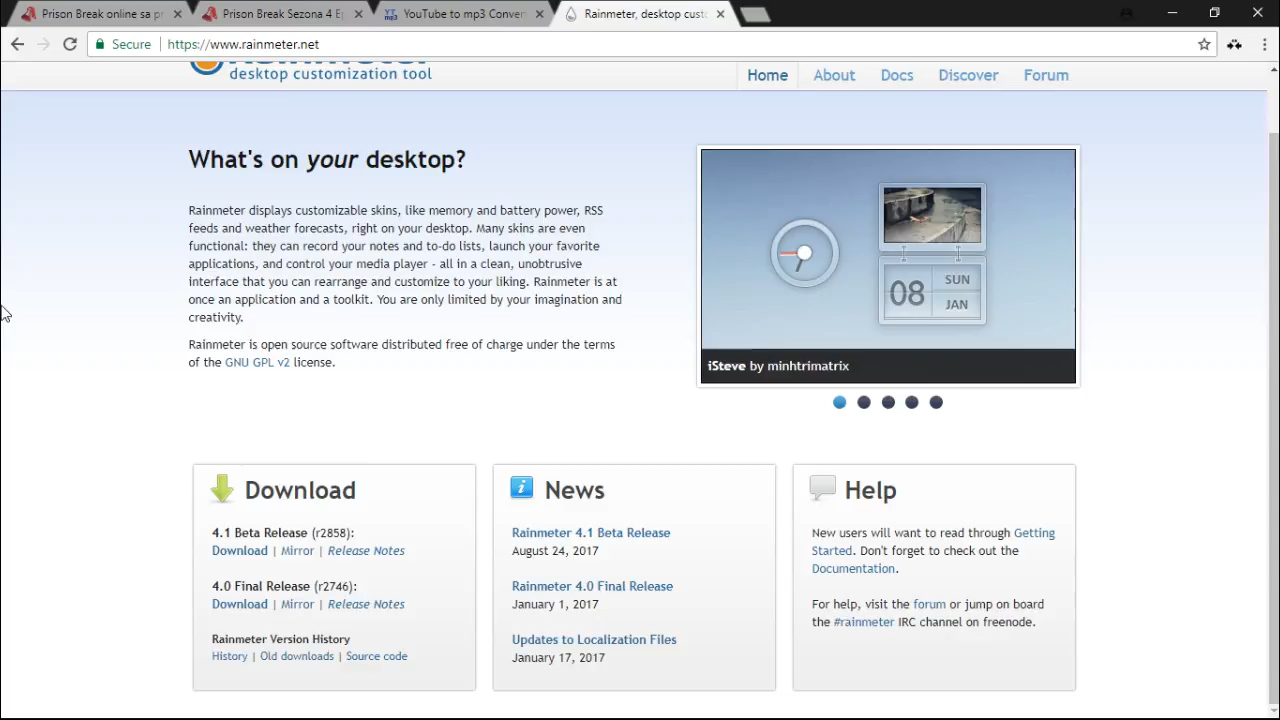 Prison Break online sa pr
Prison Break Sezona 4 Ep
YouTube to mp3 Conver
Rainmeter, desktop cust
Secure
https://www.rainmeter.net
Rainmeter
desktop customization tool
Home
About
Docs
Discover
Forum
What's on your desktop?
Rainmeter displays customizable skins, like memory and battery power, RSS
feeds and weather forecasts, right on your desktop. Many skins are even
functional: they can record your notes and to-do lists, launch your favorite
applications, and control your media player - all in a clean, unobtrusive
interface that you can rearrange and customize to your liking. Rainmeter is at
once an application and a toolkit. You are only limited by your imagination and
creativity.
Rainmeter is open source software distributed free of charge under the terms
of the GNU GPL v2 license.
08
SUN
JAN
iSteve by minhtrimatrix
Download
4.1 Beta Release (r2858):
Download | Mirror | Release Notes
4.0 Final Release (r2746):
Download | Mirror | Release Notes
Rainmeter Version History
History | Old downloads | Source code
i News
Rainmeter 4.1 Beta Release
August 24, 2017
Rainmeter 4.0 Final Release
January 1, 2017
Updates to Localization Files
January 17, 2017
Help
New users will want to read through Getting
Started. Don't forget to check out the
Documentation.
For help, visit the forum or jump on board
the #rainmeter IRC channel on freenode.